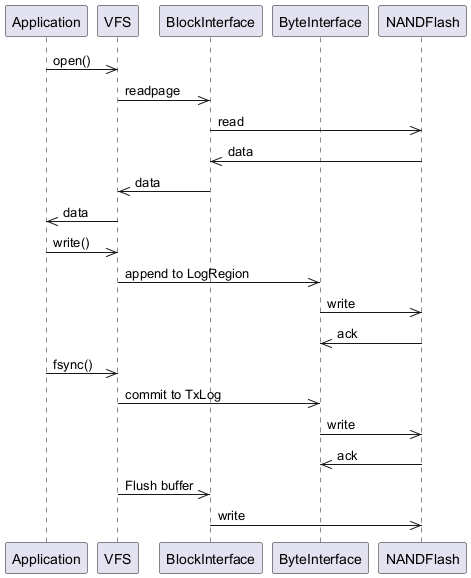 Application VFS BlockInterface ByteInterface NANDFlash
open()
readpage
read
data
data
data
write()
append to LogRegion
write
ack
fsync()
commit to TxLog
write
ack
Flush buffer
write
Application VFS BlockInterface ByteInterface NANDFlash